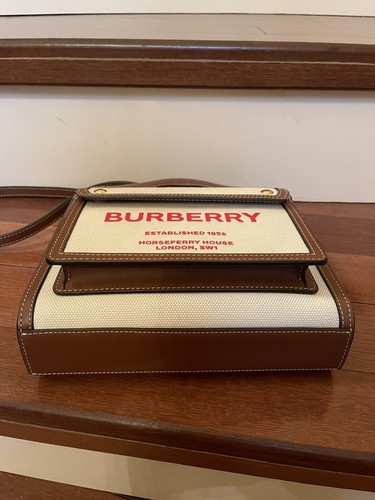 BURBERRY
ESTABLISHED 1856
HORSEFERRY HOUSE
LONDON, SW1